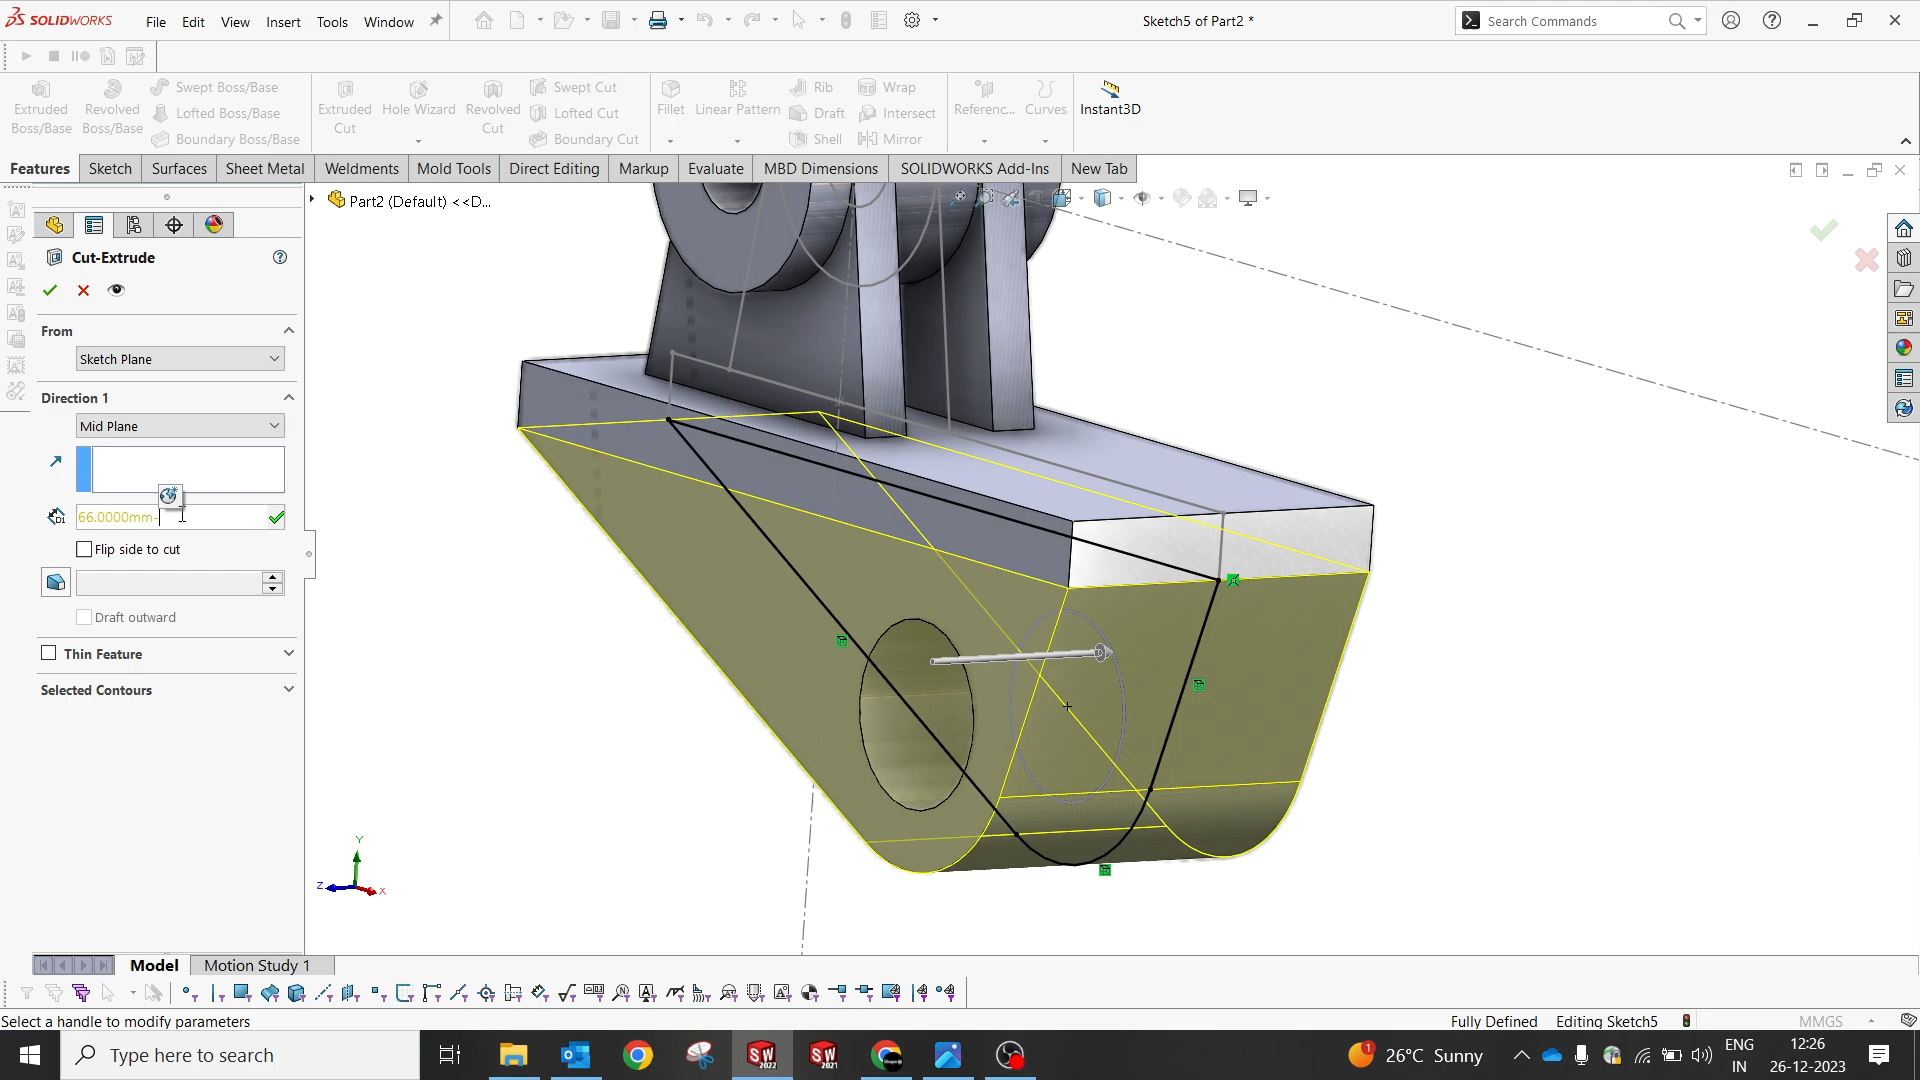 SOLIDWORKS File Edit View Insert Tools Window Sketch5 of Part2 * Search Commands
Extruded Boss/Base
Revolved Boss/Base
Swept Boss/Base
Lofted Boss/Base
Boundary Boss/Base
Extruded Cut
Hole Wizard
Revolved Cut
Swept Cut
Lofted Cut
Boundary Cut
Fillet
Linear Pattern
Rib
Draft
Shell
Wrap
Intersect
Mirror
Referenc...
Curves
Instant3D
Features Sketch Surfaces Sheet Metal Weldments Mold Tools Direct Editing Markup Evaluate MBD Dimensions SOLIDWORKS Add-Ins New Tab
Part2 (Default) <<D...
Cut-Extrude
From
Sketch Plane
Direction 1
Mid Plane
66.0000mm-
Flip side to cut
Draft outward
Thin Feature
Selected Contours
Y
Z
X
Model Motion Study 1
Select a handle to modify parameters Fully Defined Editing Sketch5 MMGS
Type here to search
SW 2022
SW 2021
1
26°C Sunny
ENG
IN
12:26
26-12-2023